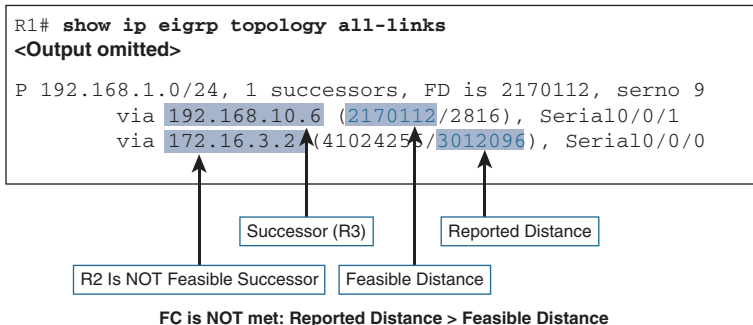 R1# show ip eigrp topology all-links
<Output omitted>
P 192.168.1.0/24, 1 successors, FD is 2170112, serno 9
via 192.168.10.6 (2170112/2816), Serial0/0/1
via 172.16.3.2 (41024256/3012096), Serial0/0/0
Successor (R3)
Reported Distance
R2 Is NOT Feasible Successor
Feasible Distance
FC is NOT met: Reported Distance > Feasible Distance